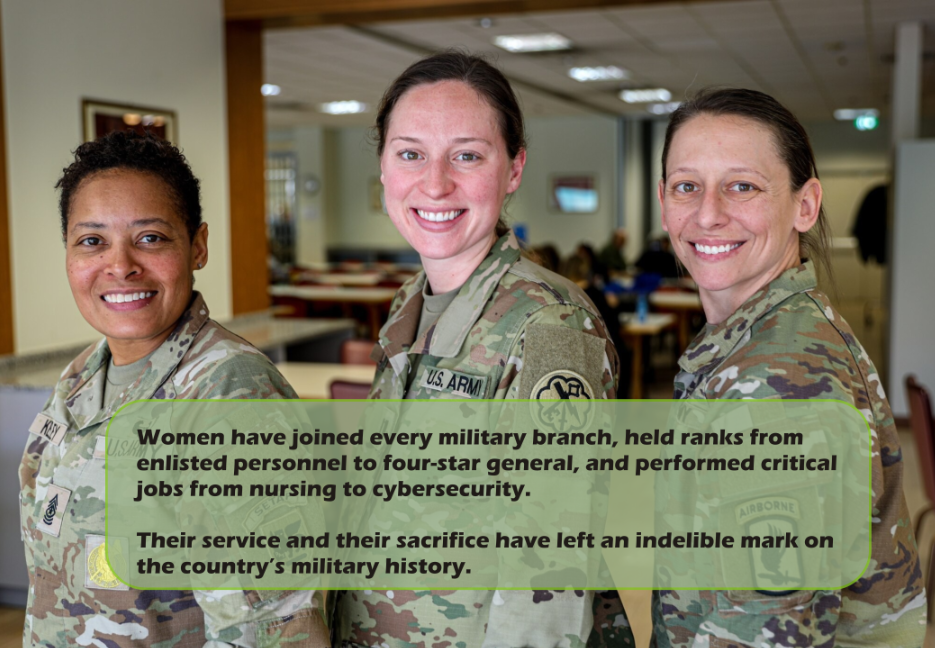 U.S. ARMY
U.S. ARMY
Women have joined every military branch, held ranks from
enlisted personnel to four-star general, and performed critical
jobs from nursing to cybersecurity.
AIRBORNE
Their service and their sacrifice have left an indelible mark on
the country's military history.